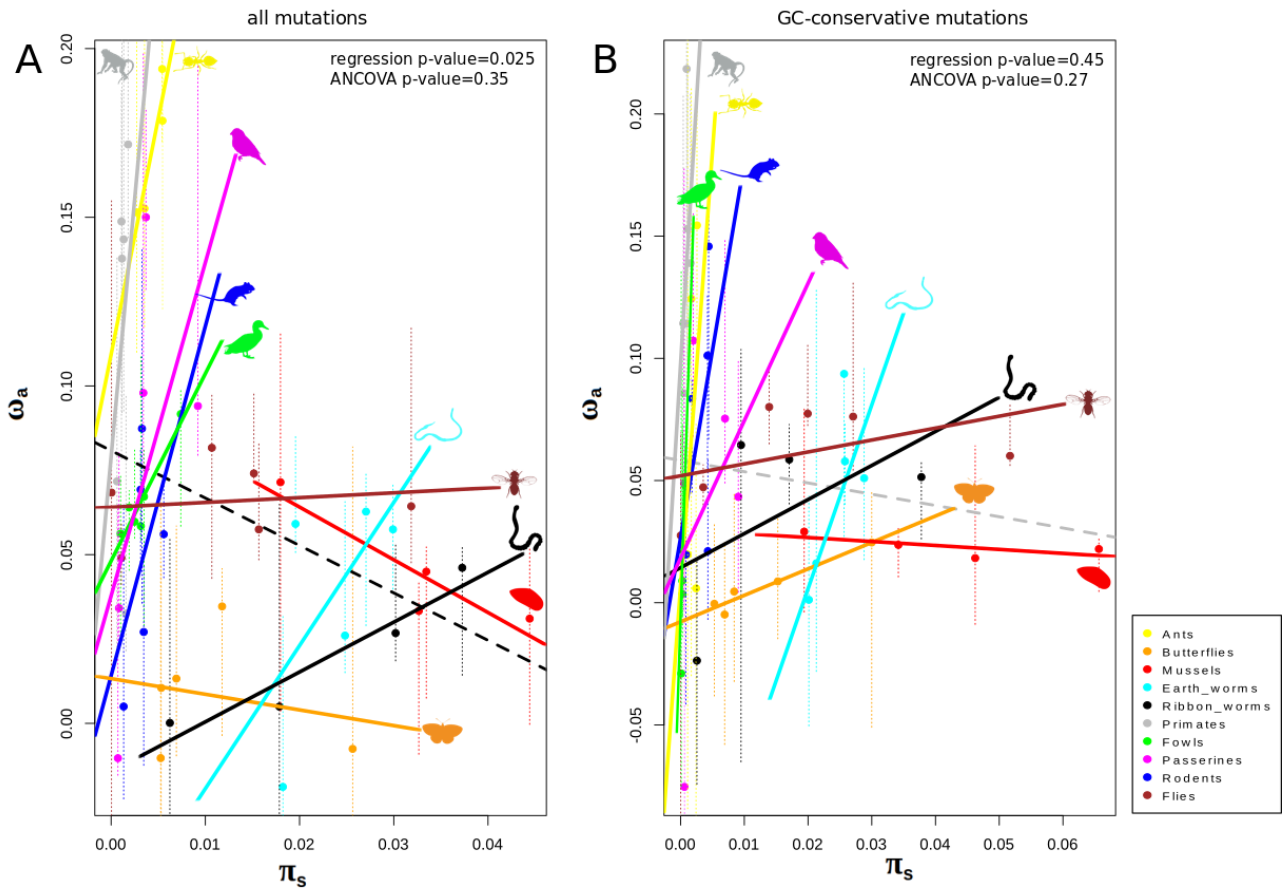 all mutations
A
regression p-value=0.025
ANCOVA p-value=0.35
0.20
0.15
0.10
0.05
0.00
ωa
0.00 0.01 0.02 0.03 0.04
πs
GC-conservative mutations
B
regression p-value=0.45
ANCOVA p-value=0.27
0.20
0.15
0.10
0.05
0.00
-0.05
ωa
0.00 0.01 0.02 0.03 0.04 0.05 0.06
πs
Ants
Butterflies
Mussels
Earth_worms
Ribbon_worms
Primates
Fowls
Passerines
Rodents
Flies